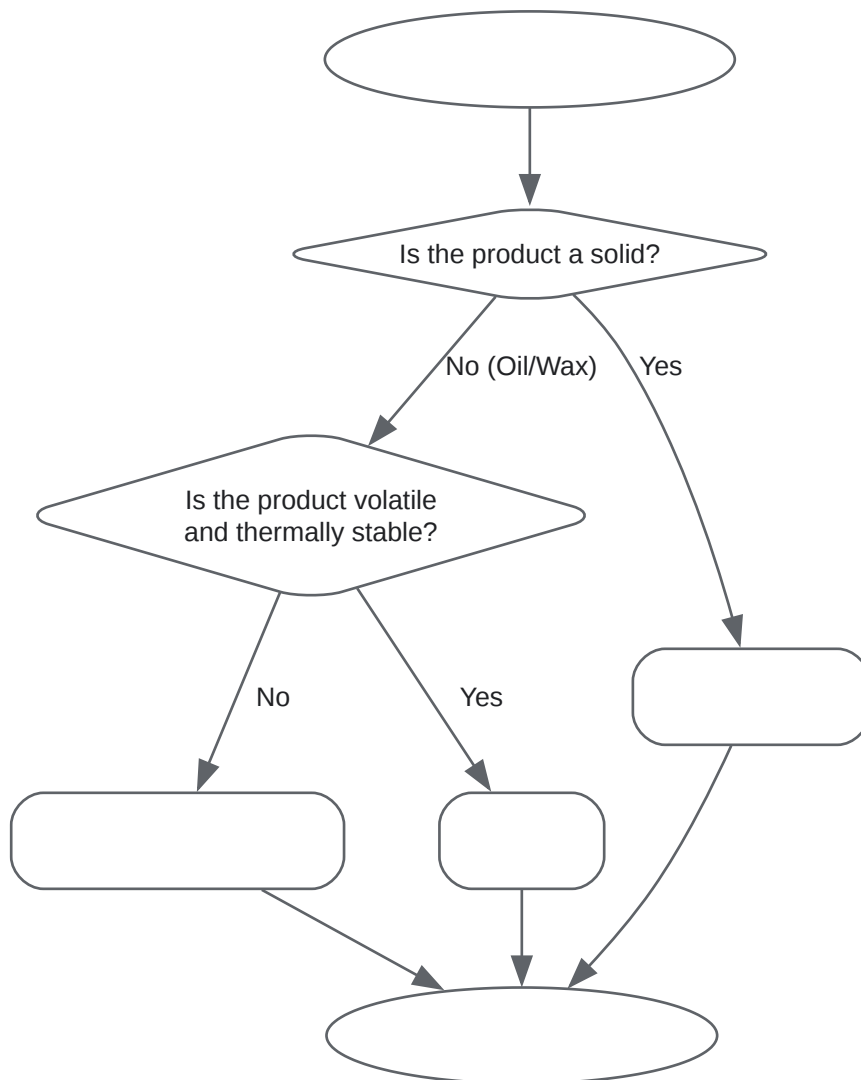 Is the product a solid?
No (Oil/Wax)
Yes
Is the product volatile
and thermally stable?
No
Yes